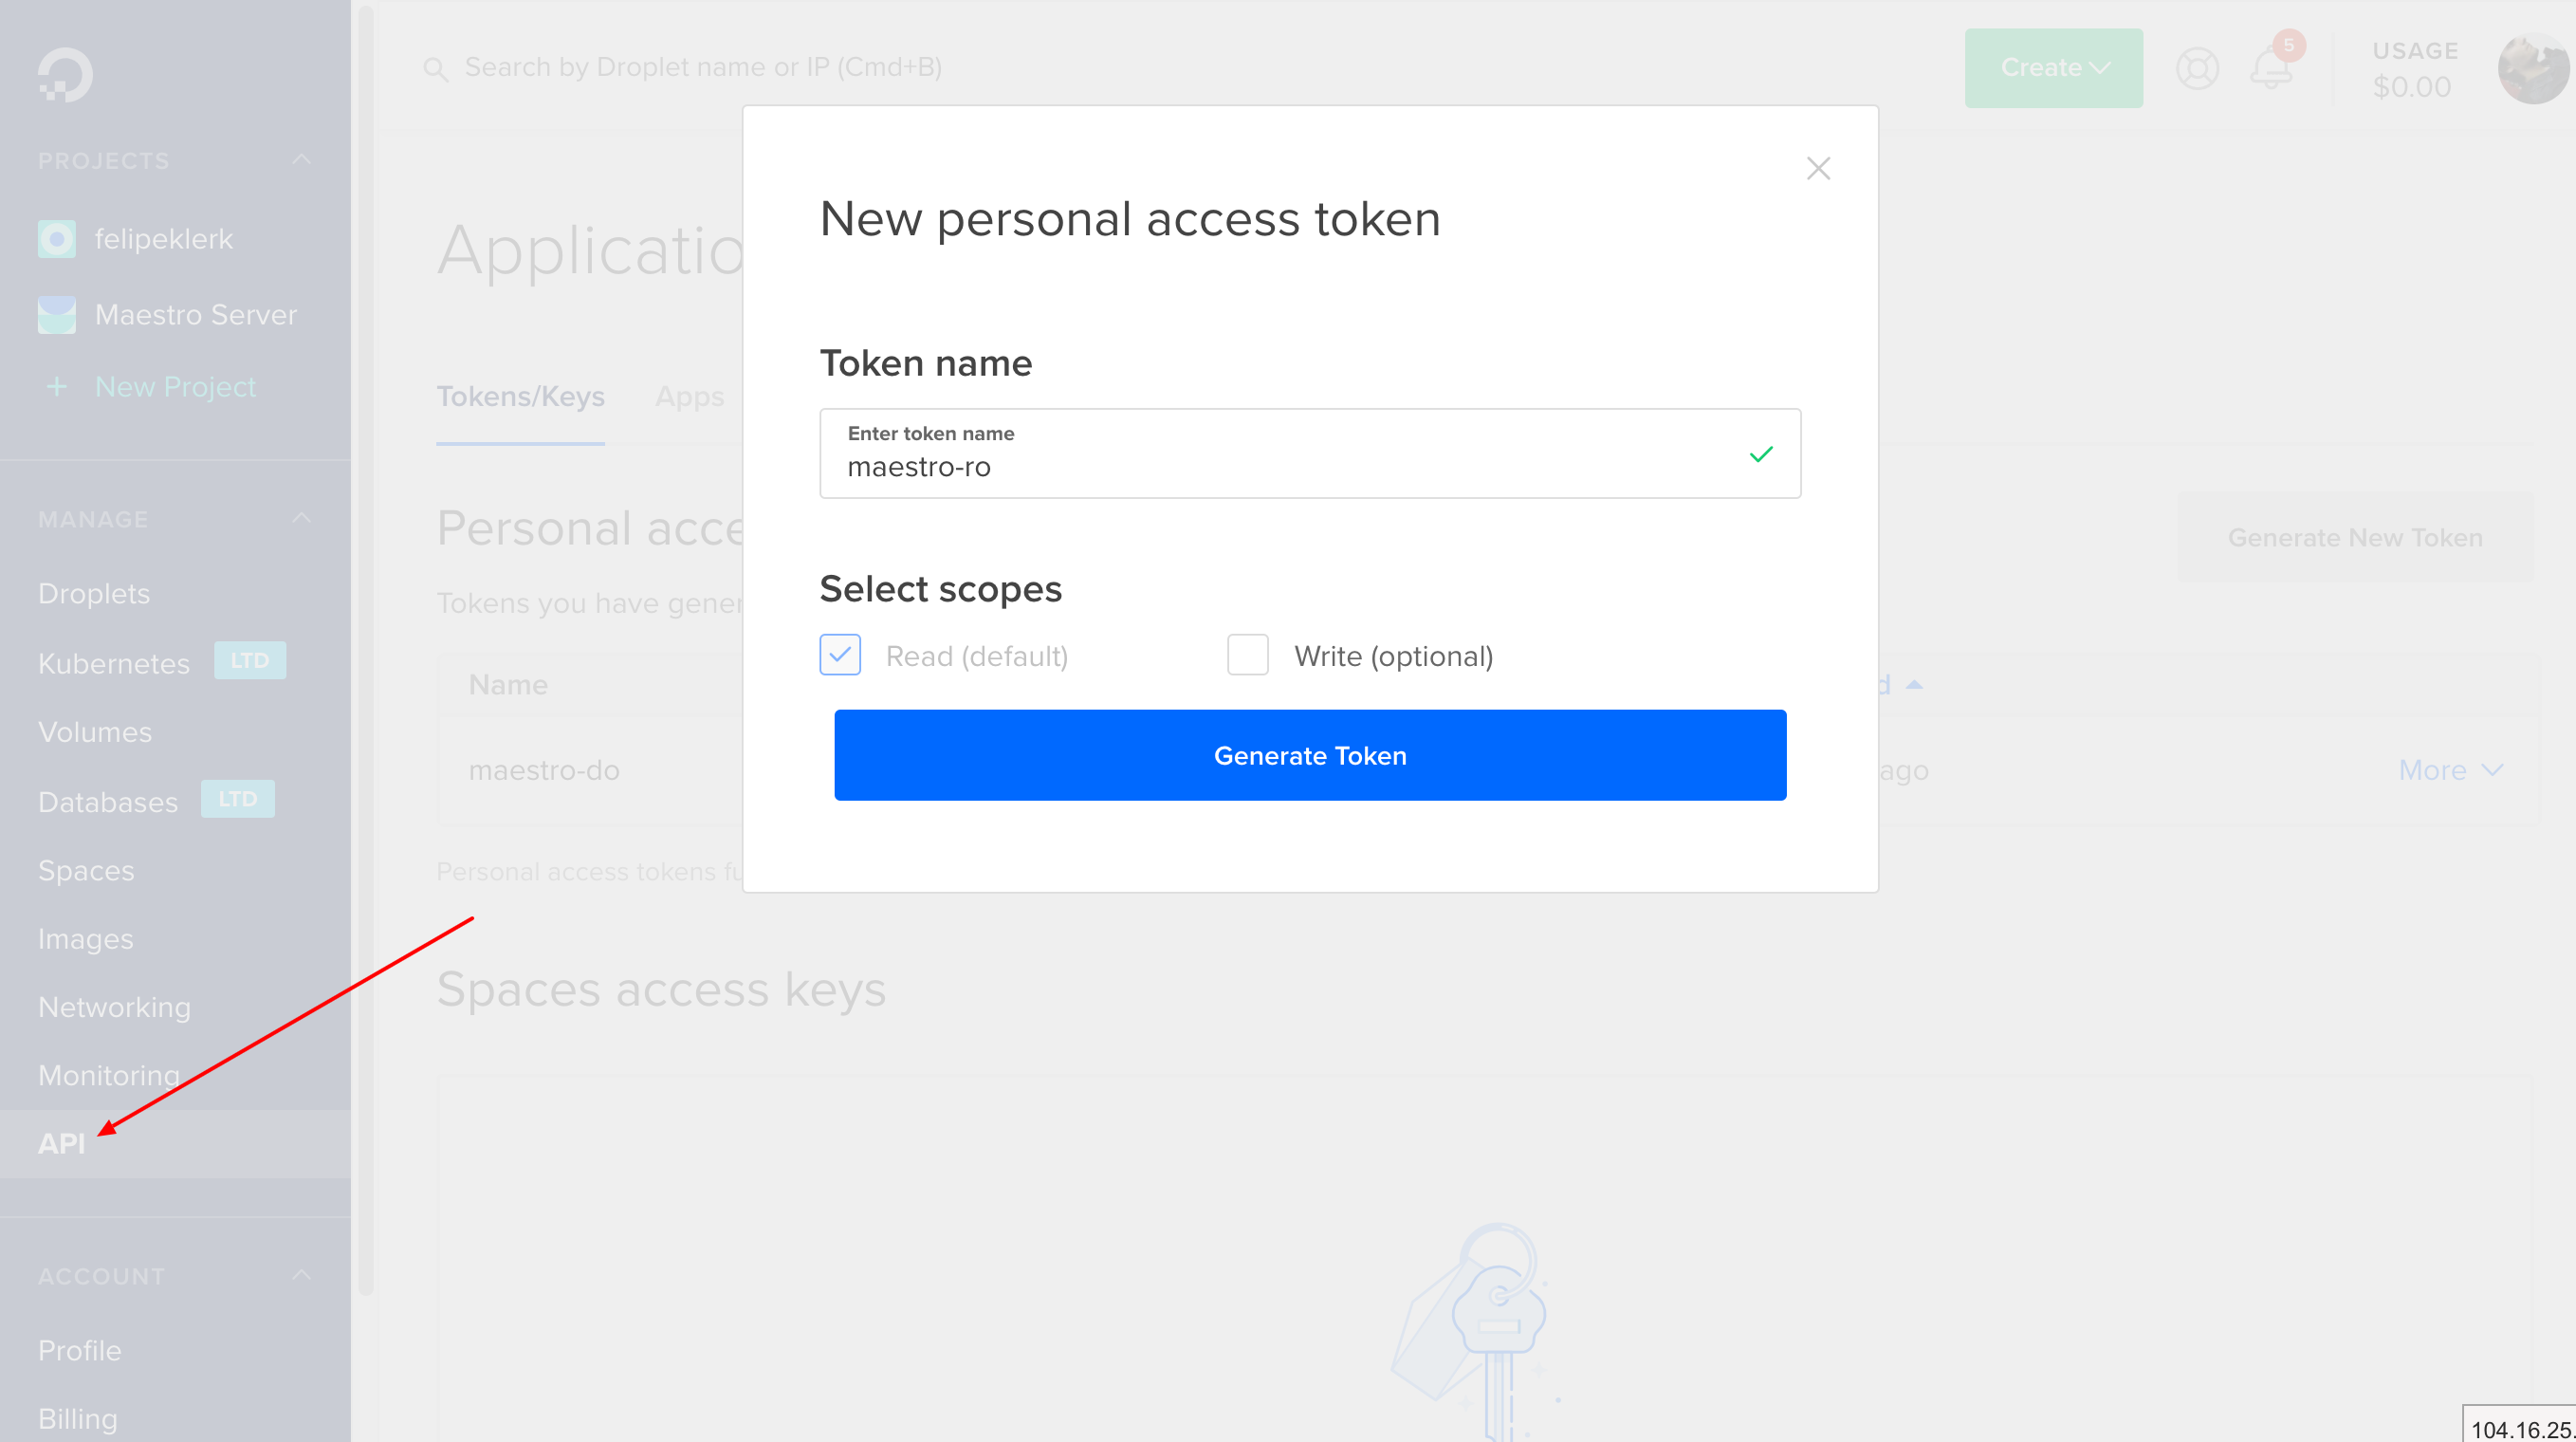 Search by Droplet name or IP (Cmd+B)
Create
5
USAGE
$0.00
PROJECTS
felipeklerk
Maestro Server
+ New Project
MANAGE
Droplets
Kubernetes LTD
Volumes
Databases LTD
Spaces
Images
Networking
Monitoring
API
ACCOUNT
Profile
Billing
Applicatio
Tokens/Keys Apps
Personal acce
Generate New Token
Tokens you have gener
Name
d
maestro-do
ago
More
Personal access tokens fu
Spaces access keys
New personal access token
Token name
Enter token name
maestro-ro
Select scopes
Read (default) Write (optional)
Generate Token
104.16.25.